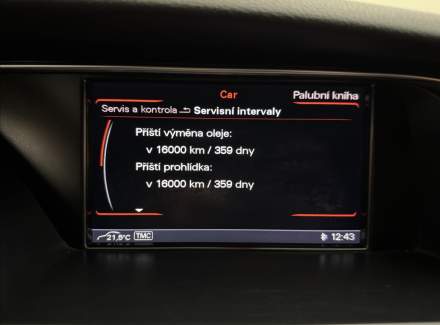 Car
Palubní kniha
Servis a kontrola Servisní intervaly
Příští výměna oleje:
v 16000 km / 359 dny
Příští prohlídka:
v 16000 km / 359 dny
21,5°C TMC 12:43